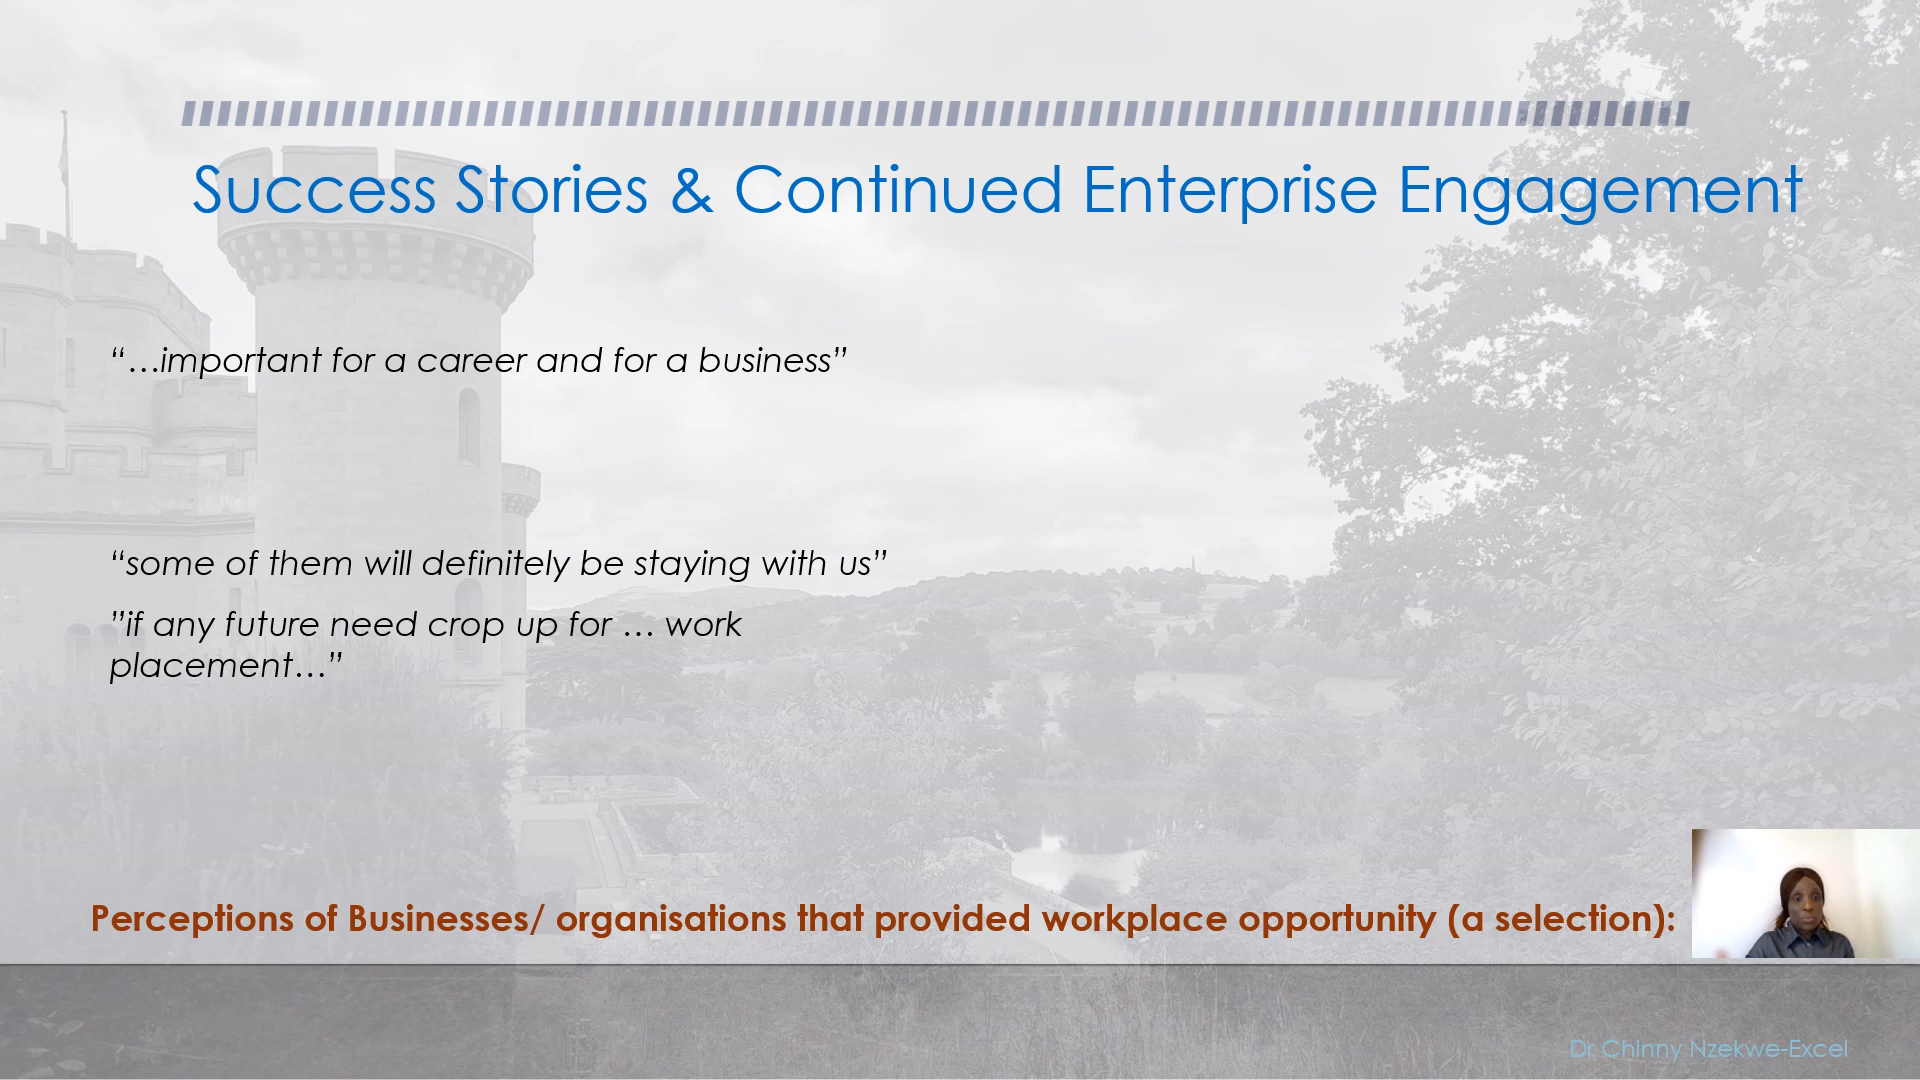 Success Stories & Continued Enterprise Engagement
“…important for a career and for a business”
“some of them will definitely be staying with us”
”if any future need crop up for … work
placement…”
Perceptions of Businesses/ organisations that provided workplace opportunity (a selection):
Dr Chinny Nzekwe-Excel